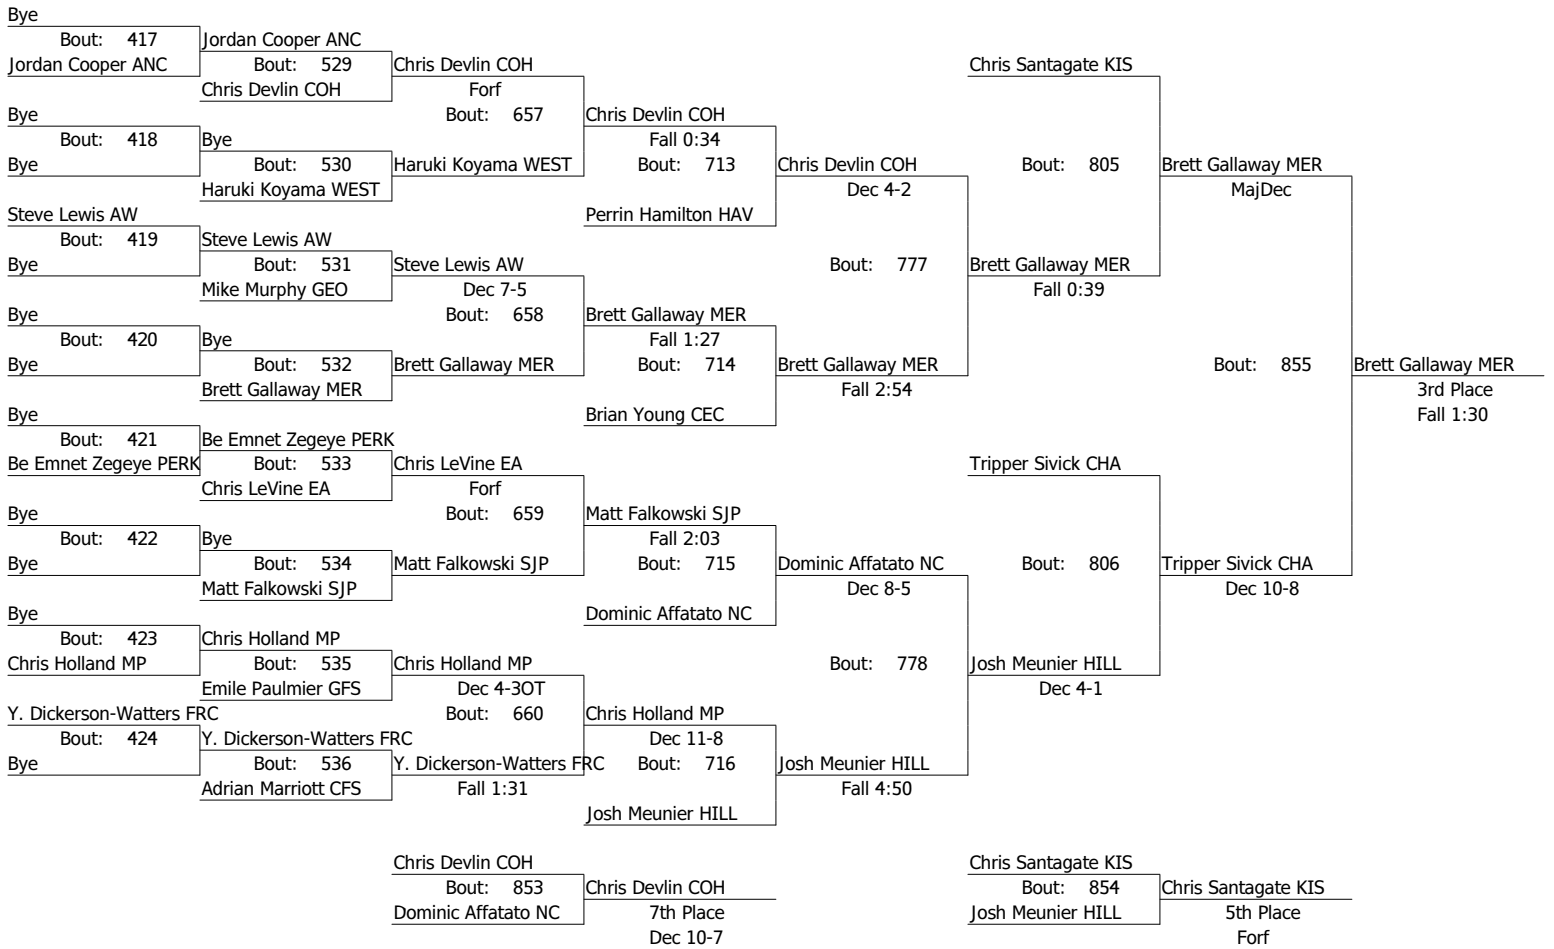 Bye
Bout: 417 Jordan Cooper ANC
Jordan Cooper ANC Bout: 529 Chris Devlin COH Chris Santagate KIS
Chris Devlin COH Forf
Bye Bout: 657 Chris Devlin COH
Bout: 418 Bye Fall 0:34
Bye Bout: 530 Haruki Koyama WEST Bout: 713 Chris Devlin COH Bout: 805 Brett Gallaway MER
Haruki Koyama WEST Dec 4-2 MajDec
Steve Lewis AW Perrin Hamilton HAV
Bout: 419 Steve Lewis AW
Bye Bout: 531 Steve Lewis AW Bout: 777 Brett Gallaway MER
Mike Murphy GEO Dec 7-5 Fall 0:39
Bye Bout: 658 Brett Gallaway MER
Bout: 420 Bye Fall 1:27
Bye Bout: 532 Brett Gallaway MER Bout: 714 Brett Gallaway MER Bout: 855 Brett Gallaway MER
Brett Gallaway MER Fall 2:54 3rd Place
Bye Brian Young CEC Fall 1:30
Bout: 421 Be Emnet Zegeye PERK
Be Emnet Zegeye PERK Bout: 533 Chris LeVine EA Tripper Sivick CHA
Chris LeVine EA Forf
Bye Bout: 659 Matt Falkowski SJP
Bout: 422 Bye Fall 2:03
Bye Bout: 534 Matt Falkowski SJP Bout: 715 Dominic Affatato NC Bout: 806 Tripper Sivick CHA
Matt Falkowski SJP Dec 8-5 Dec 10-8
Bye Dominic Affatato NC
Bout: 423 Chris Holland MP
Chris Holland MP Bout: 535 Chris Holland MP Bout: 778 Josh Meunier HILL
Emile Paulmier GFS Dec 4-3OT Dec 4-1
Y. Dickerson-Watters FRC Bout: 660 Chris Holland MP
Bout: 424 Y. Dickerson-Watters FRC Dec 11-8
Bye Bout: 536 Y. Dickerson-Watters FRC Bout: 716 Josh Meunier HILL
Adrian Marriott CFS Fall 1:31 Fall 4:50
Josh Meunier HILL
Chris Devlin COH Chris Santagate KIS
Bout: 853 Chris Devlin COH Bout: 854 Chris Santagate KIS
Dominic Affatato NC 7th Place Josh Meunier HILL 5th Place
Dec 10-7 Forf